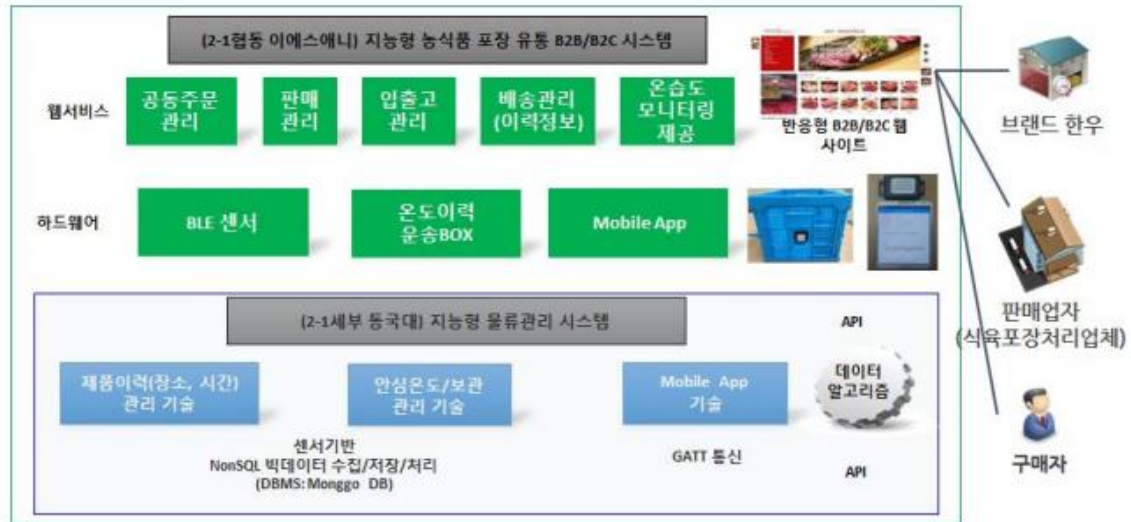 (2-1협동 이에스애니) 지능형 농식품 포장 유통 B2B/B2C 시스템
웹서비스
공동주문
관리
판매
관리
입출고
관리
배송관리
(이력정보)
온습도
모니터링
제공
반응형 B2B/B2C 웹
사이트
브랜드 한우
하드웨어
BLE 센서
온도이력
운송BOX
Mobile App
판매업자
(식육포장처리업체)
(2-1세부 동국대) 지능형 물류관리 시스템
API
제품이력(장소, 시간)
관리 기술
안심온도/보관
관리 기술
Mobile App
기술
데이터
알고리즘
센서기반
NonSQL 빅데이터 수집/저장/처리
(DBMS: Monggo DB)
GATT 통신
API
구매자